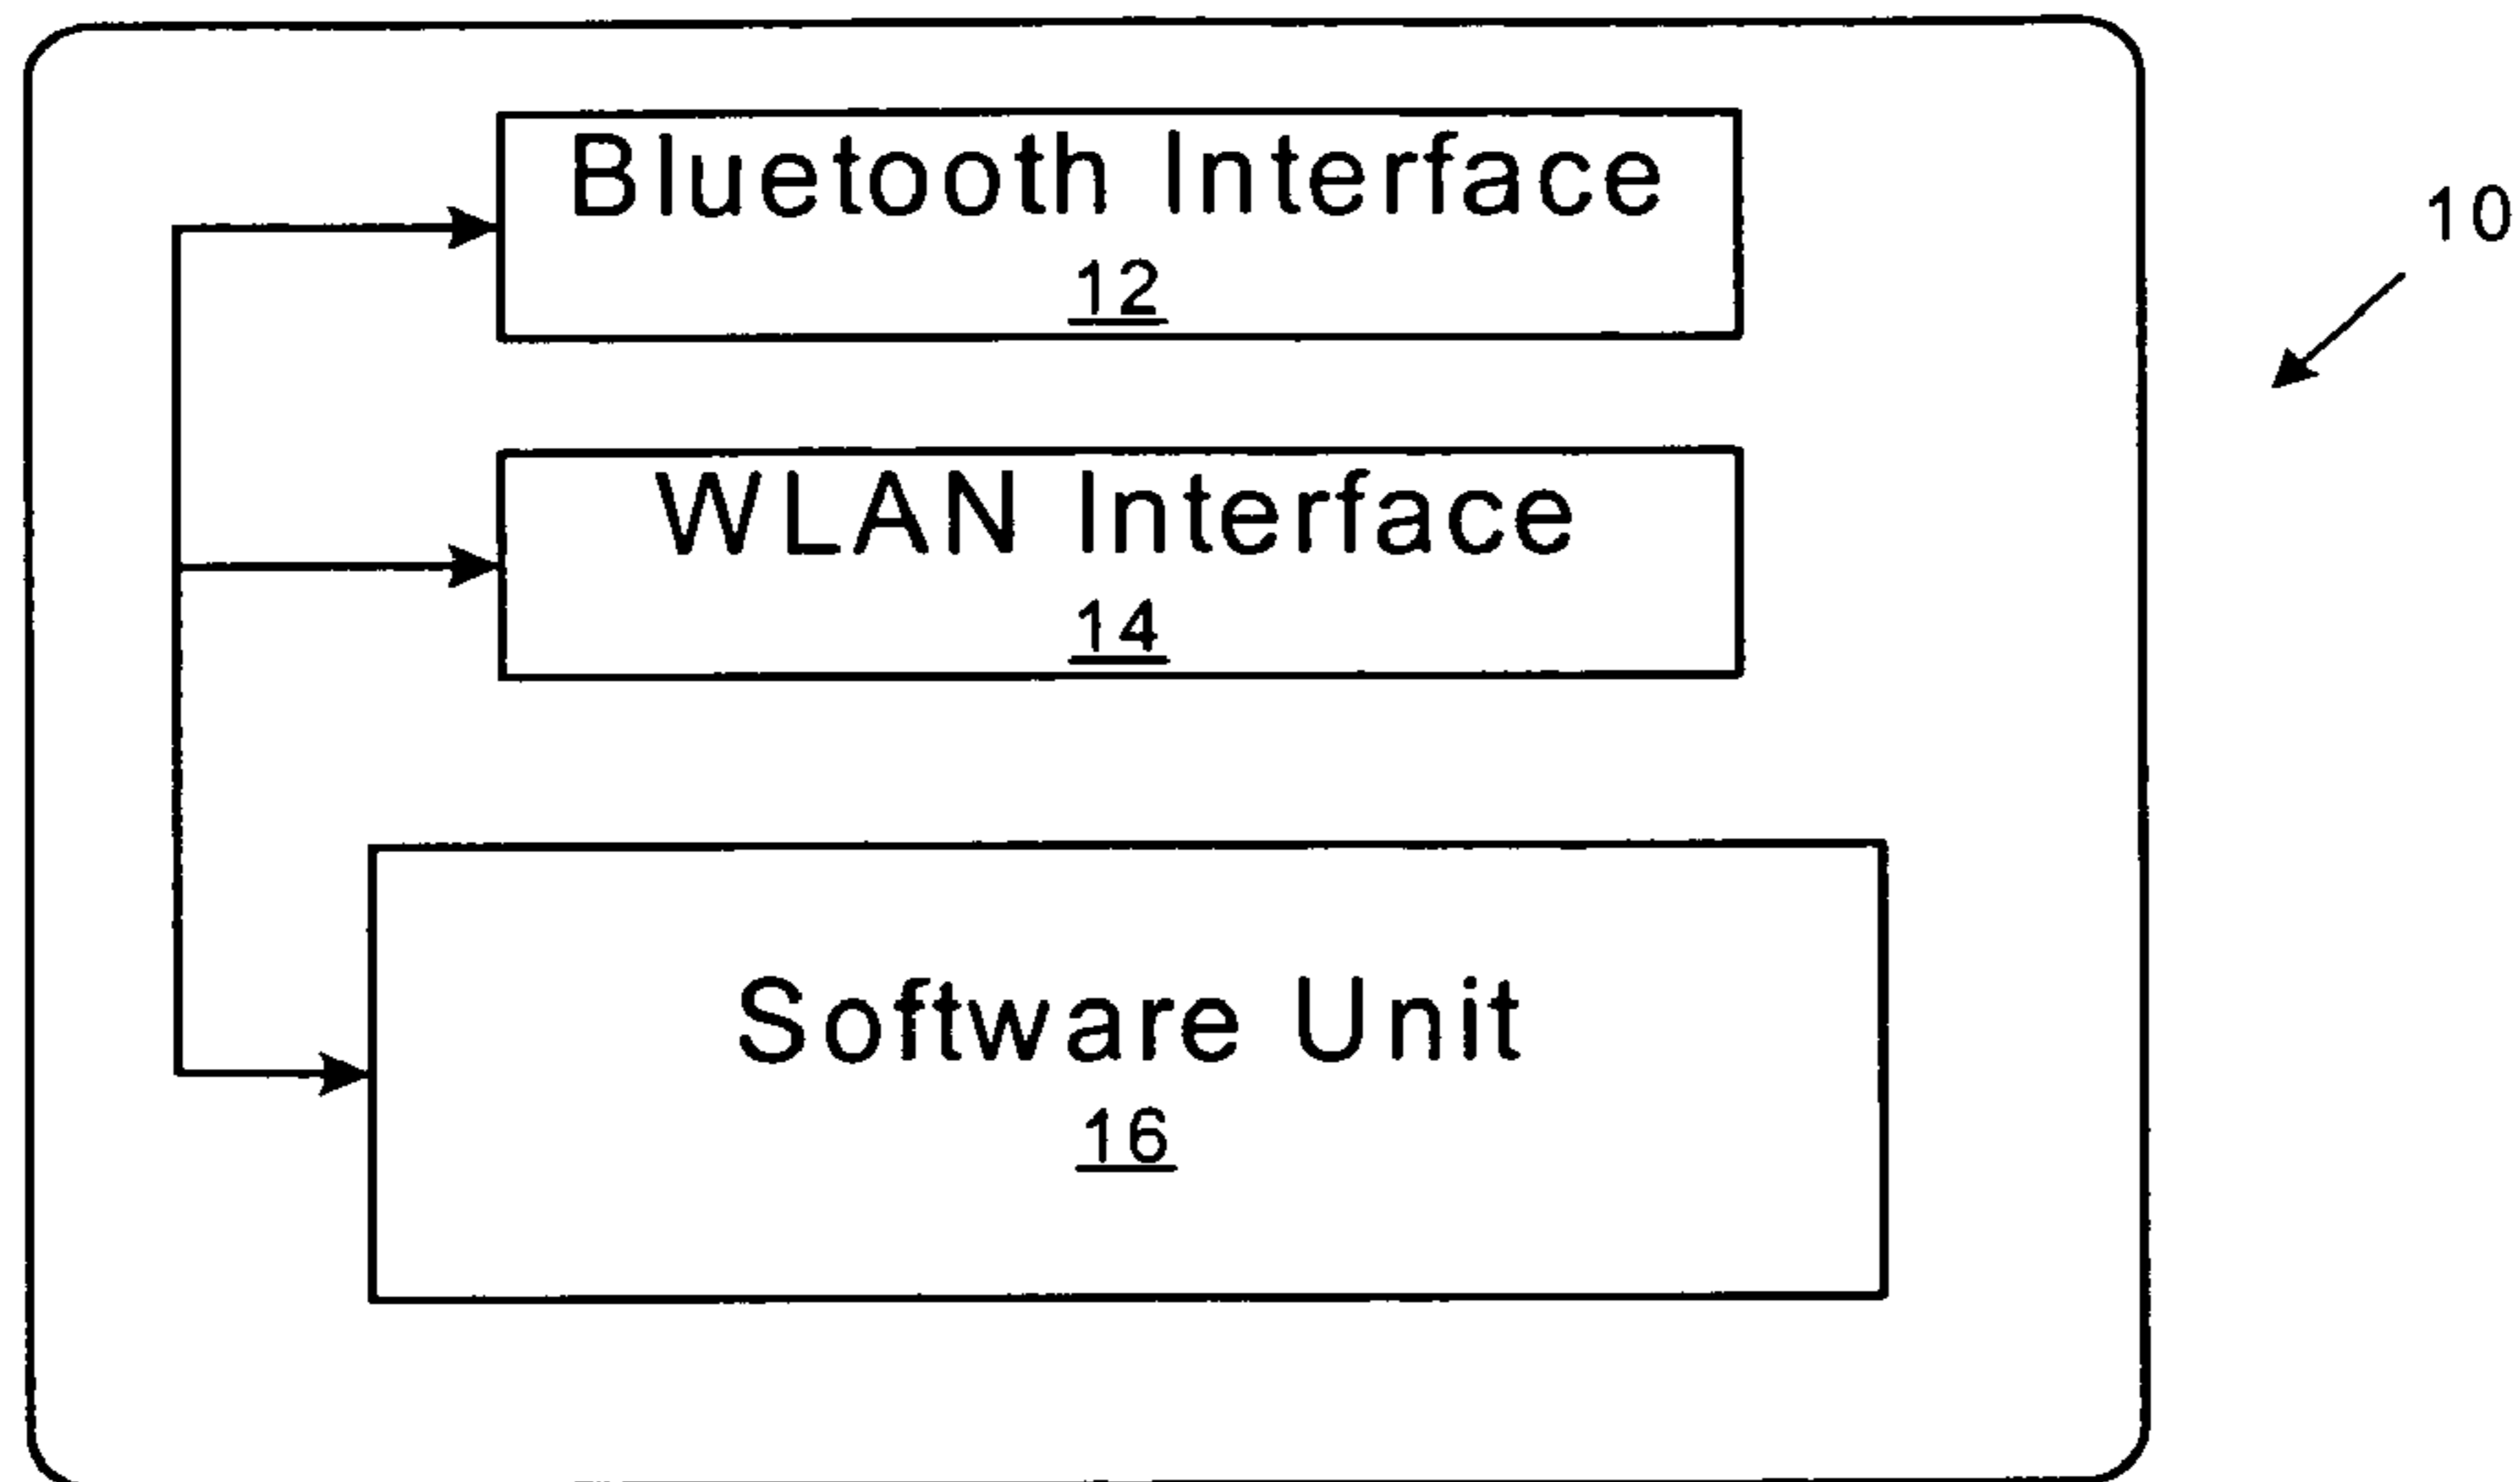 Bluetooth Interface
12
10
WLAN Interface
14
Software Unit
16